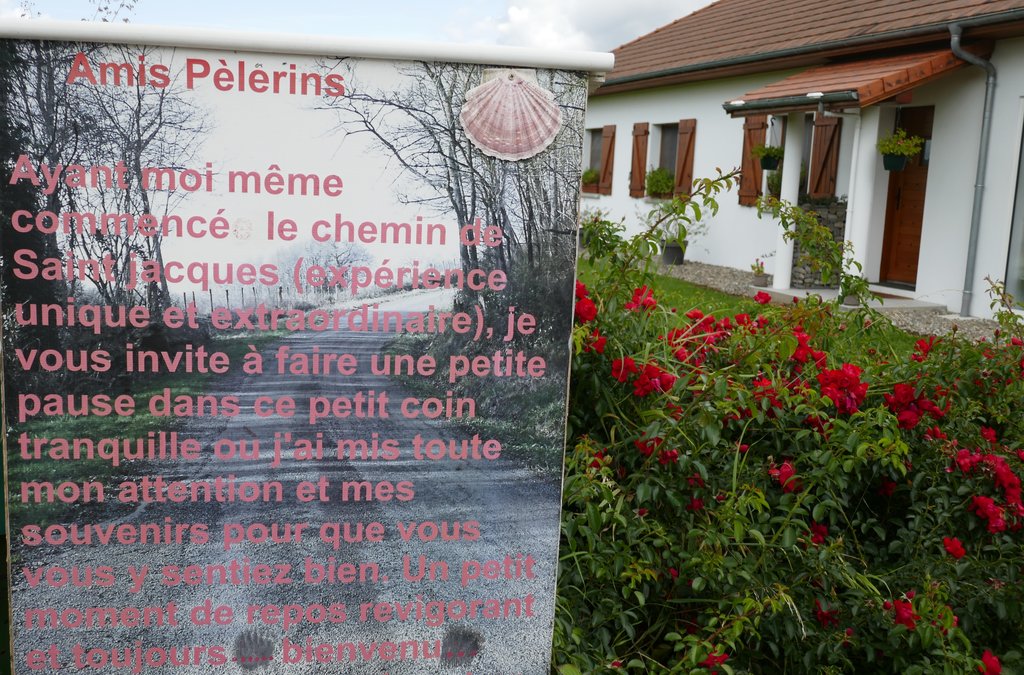 Amis Pèlerins
Ayant moi même
commencé le chemin de
Saint jacques (expérience
unique et extraordinaire), je
vous invite à faire une petite
pause dans ce petit coin
tranquille ou j'ai mis toute
mon attention et mes
souvenirs pour que vous
vous y sentiez bien. Un petit
moment de repos revigorant
et toujours ..... bienvenu...